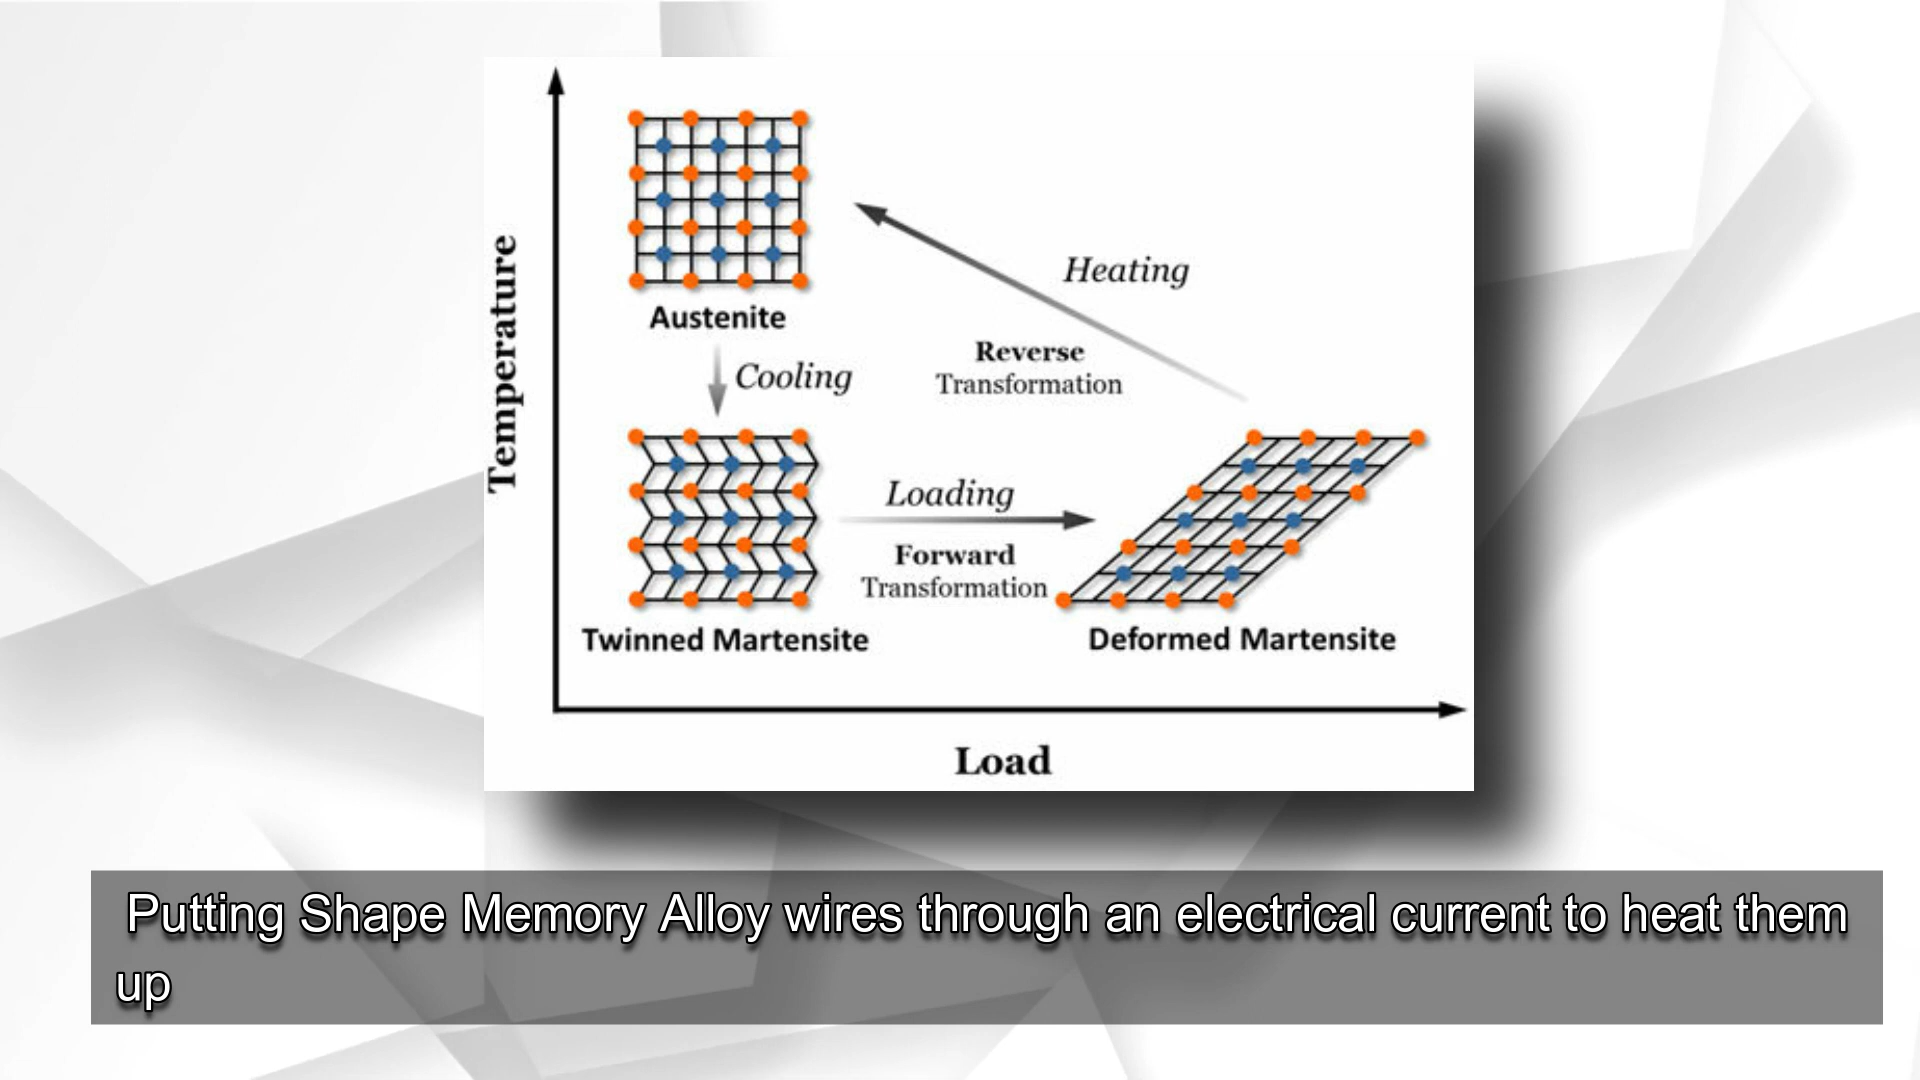 Temperature
Austenite
Cooling
Heating
Reverse
Transformation
Loading
Forward
Transformation
Twinned Martensite
Deformed Martensite
Load
Putting Shape Memory Alloy wires through an electrical current to heat them
up